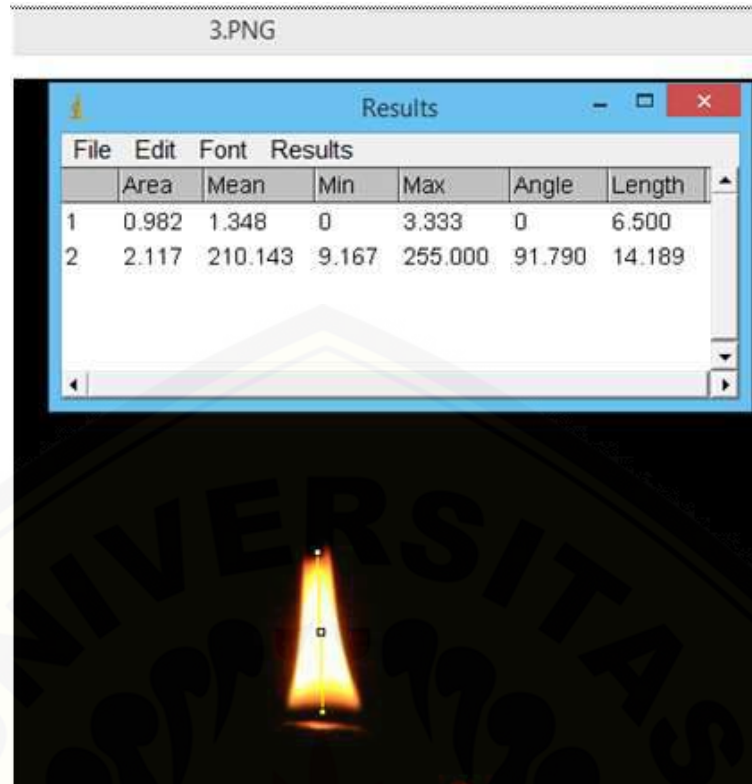 3.PNG
Results
File Edit Font Results
Area Mean Min Max Angle Length
1 0.982 1.348 0 3.333 0 6.500
2 2.117 210.143 9.167 255.000 91.790 14.189
UNIVERSITAS